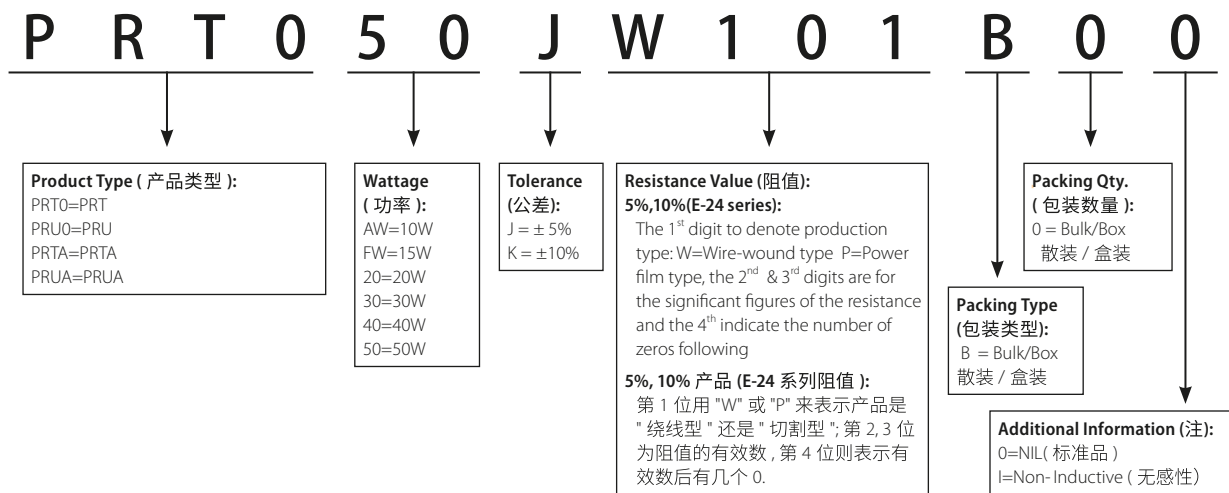 P R T 0 5 0 J W 1 0 1 B 0 0
Product Type ( 产品类型 ):
PRT0=PRT
PRU0=PRU
PRTA=PRTA
PRUA=PRUA
Wattage
( 功率 ):
AW=10W
FW=15W
20=20W
30=30W
40=40W
50=50W
Tolerance
(公差):
J = ± 5%
K = ±10%
Resistance Value (阻值):
5%,10%(E-24 series):
The 1st digit to denote production
type: W=Wire-wound type P=Power
film type, the 2nd & 3rd digits are for
the significant figures of the resistance
and the 4th indicate the number of
zeros following
5%, 10% 产品 (E-24 系列阻值 ):
第 1 位用 "W" 或 "P" 来表示产品是
" 绕线型 " 还是 " 切割型 "; 第 2, 3 位
为阻值的有效数 , 第 4 位则表示有
效数后有几个 0.
Packing Type
(包装类型):
B = Bulk/Box
散装 / 盒装
Packing Qty.
( 包装数量 ):
0 = Bulk/Box
散装 / 盒装
Additional Information (注):
0=NIL( 标准品 )
I=Non- Inductive ( 无感性)